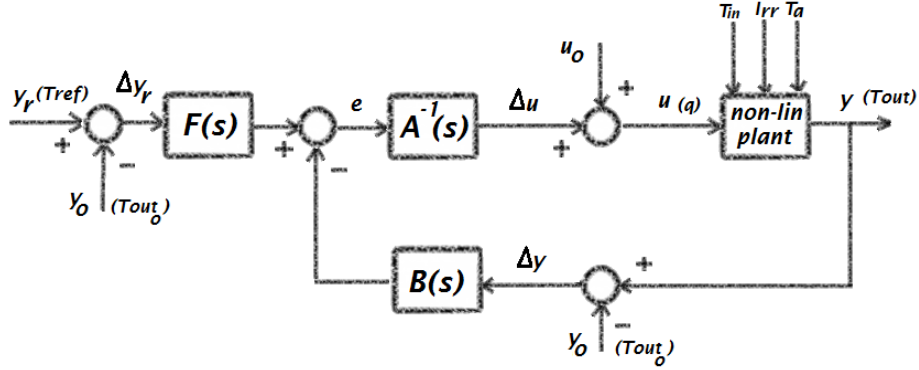 Tin Irr Ta
uo
yr (Tref) Δyr F(s) e A⁻¹(s) Δu u (q) non-lin plant y (Tout)
+ − + − + + 
yo (Touto)
B(s) Δy +
−
yo (Touto)